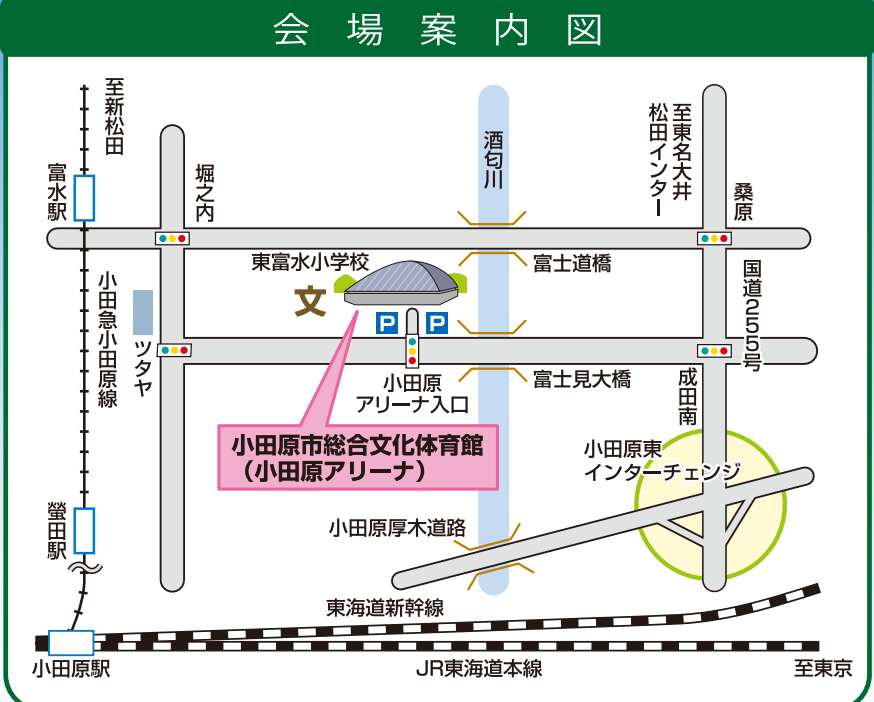 会場案内図
至新松田
富水駅
堀之内
酒匂川
至東名大井
松田インター
桑原
東富水小学校
富士道橋
文
P
P
国道255号
小田急小田原線
ツタヤ
小田原
アリーナ入口
富士見大橋
成田南
小田原市総合文化体育館
（小田原アリーナ）
小田原東
インターチェンジ
螢田駅
小田原厚木道路
東海道新幹線
小田原駅
JR東海道本線
至東京